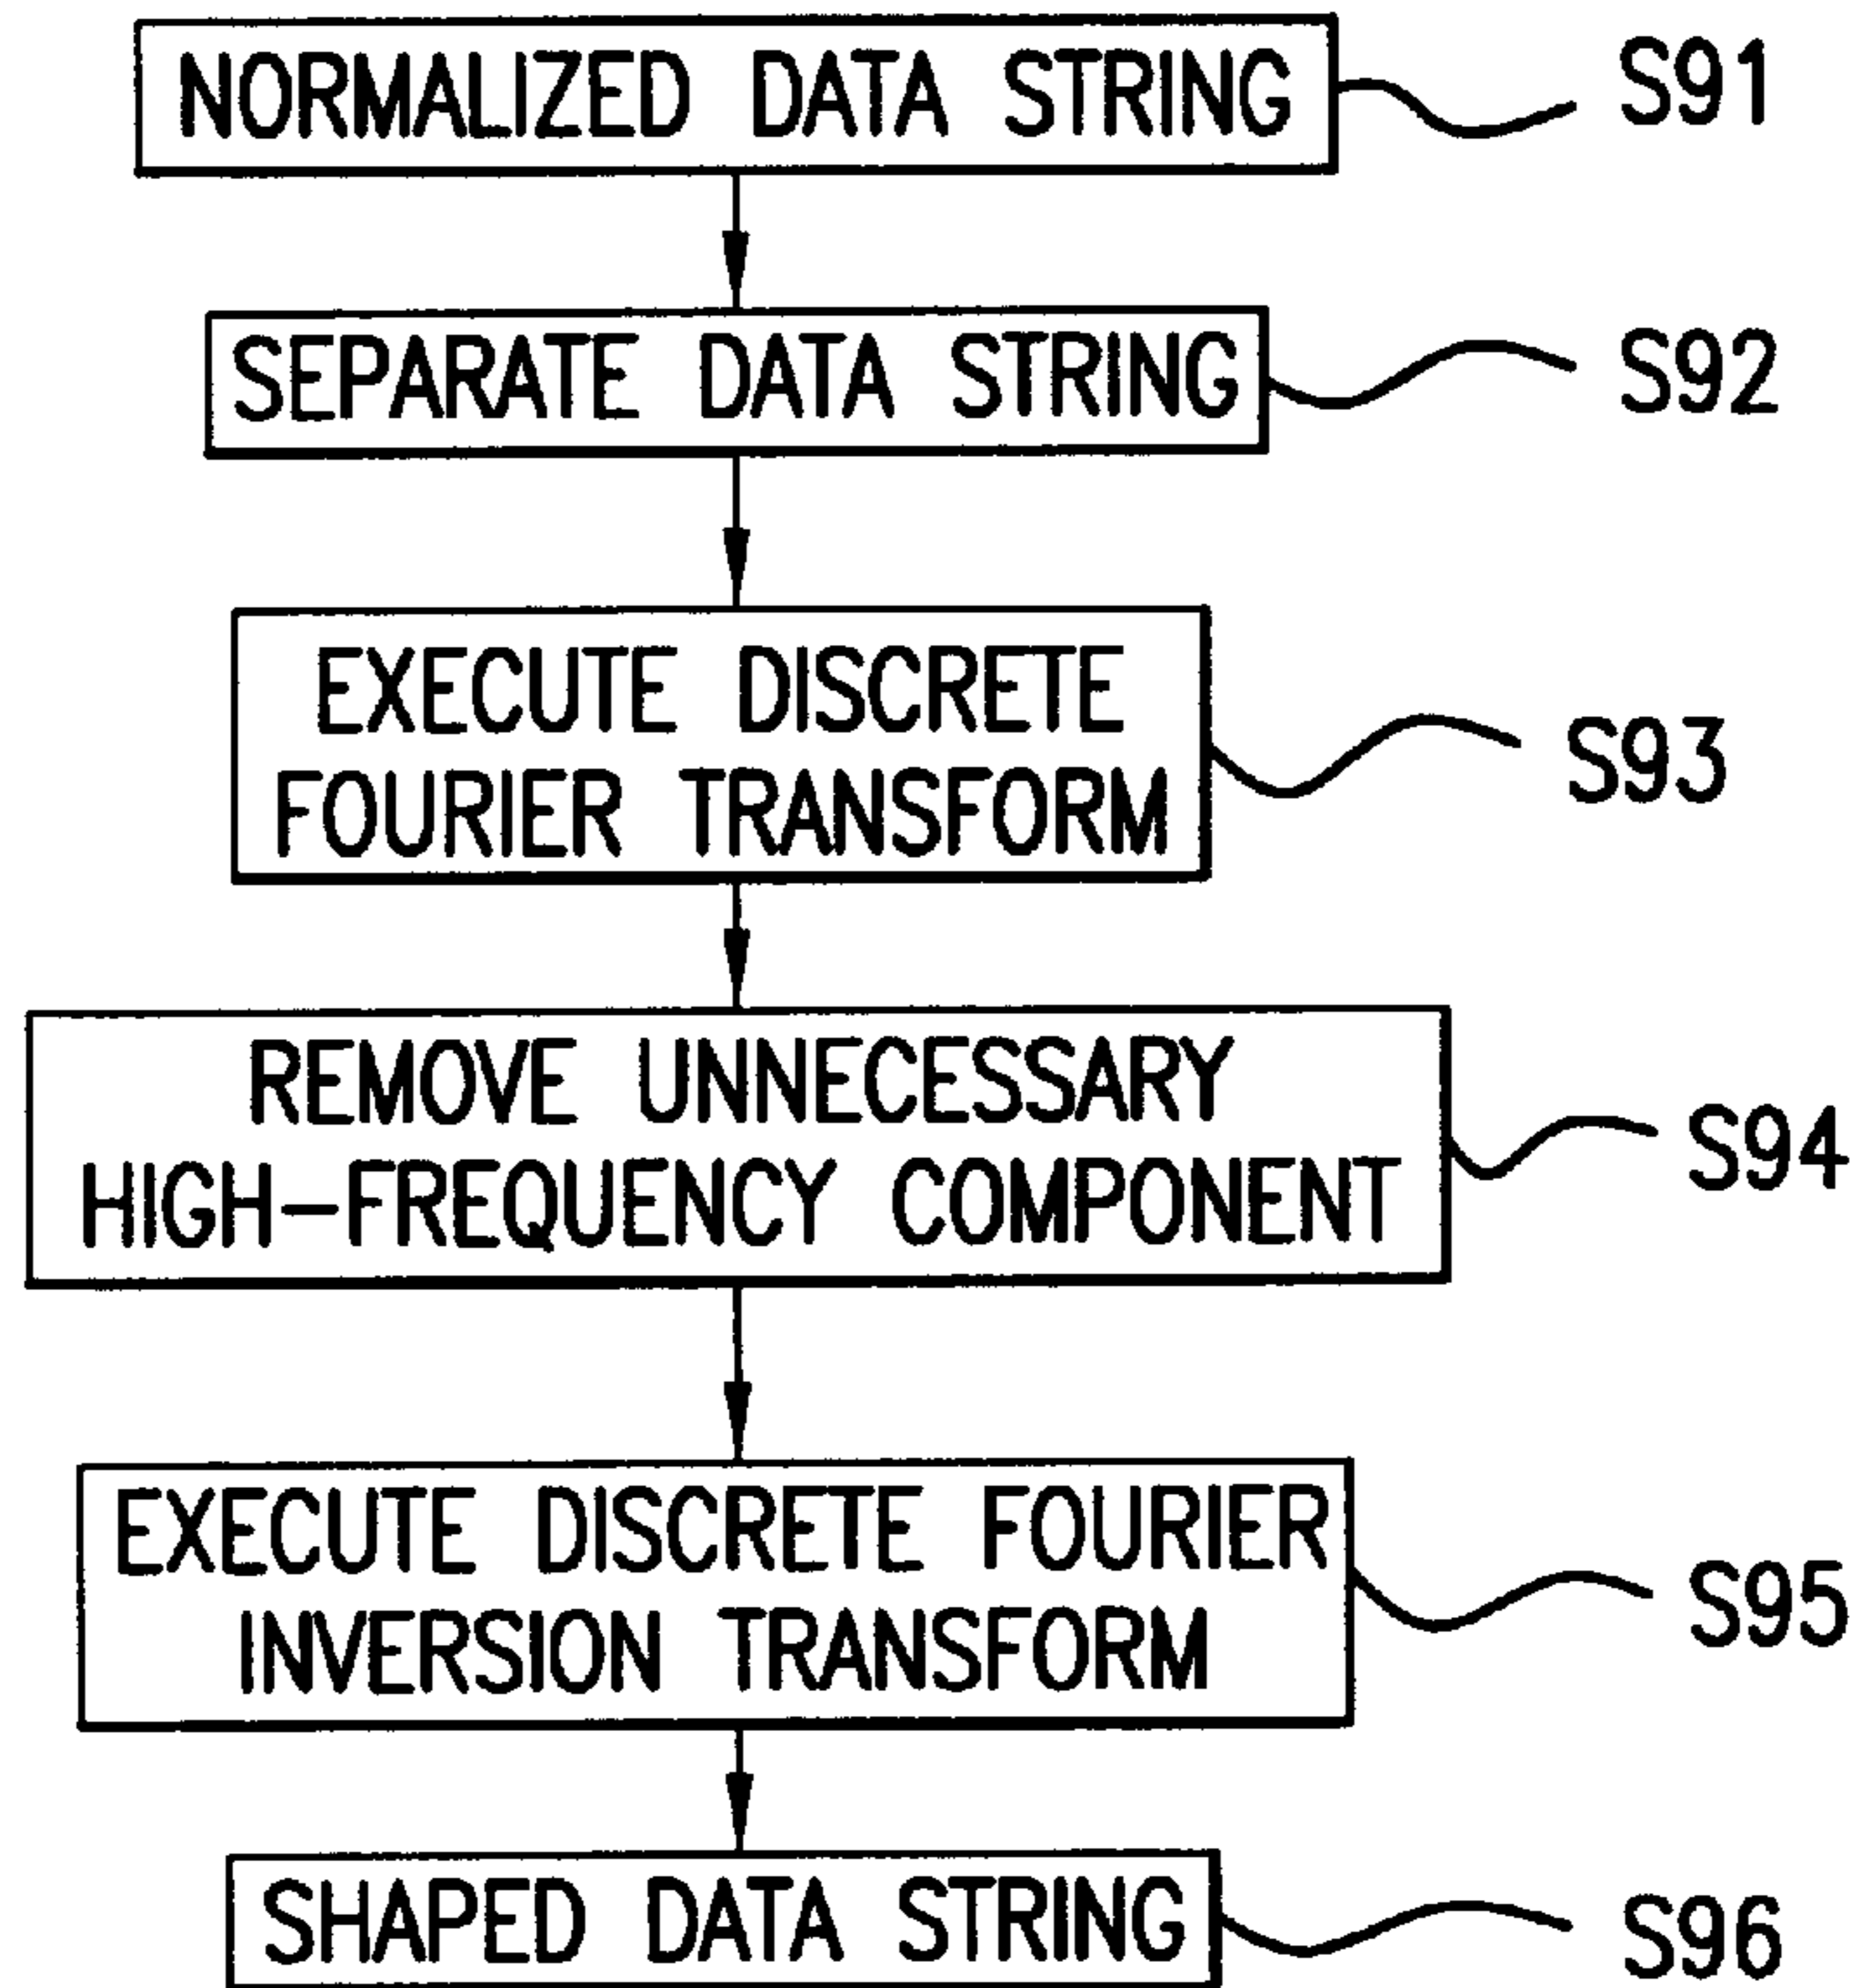 NORMALIZED DATA STRING
S91
SEPARATE DATA STRING
S92
EXECUTE DISCRETE
FOURIER TRANSFORM
S93
REMOVE UNNECESSARY
HIGH-FREQUENCY COMPONENT
S94
EXECUTE DISCRETE FOURIER
INVERSION TRANSFORM
S95
SHAPED DATA STRING
S96